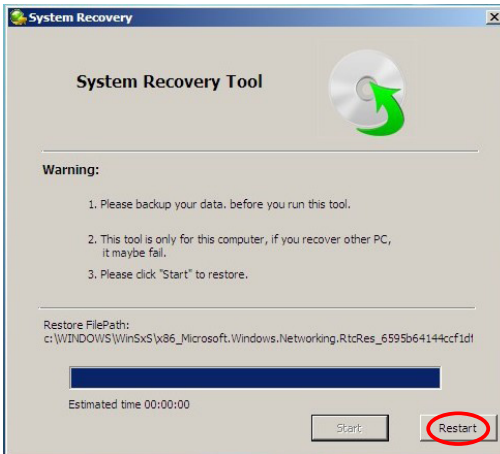 System Recovery
System Recovery Tool
Warning:
1. Please backup your data. before you run this tool.
2. This tool is only for this computer, if you recover other PC,
it maybe fail.
3. Please click "Start" to restore.
Restore FilePath:
c:\WINDOWS\WinSxS\x86_Microsoft.Windows.Networking.RtcRes_6595b64144ccf1df
Estimated time 00:00:00
Start
Restart